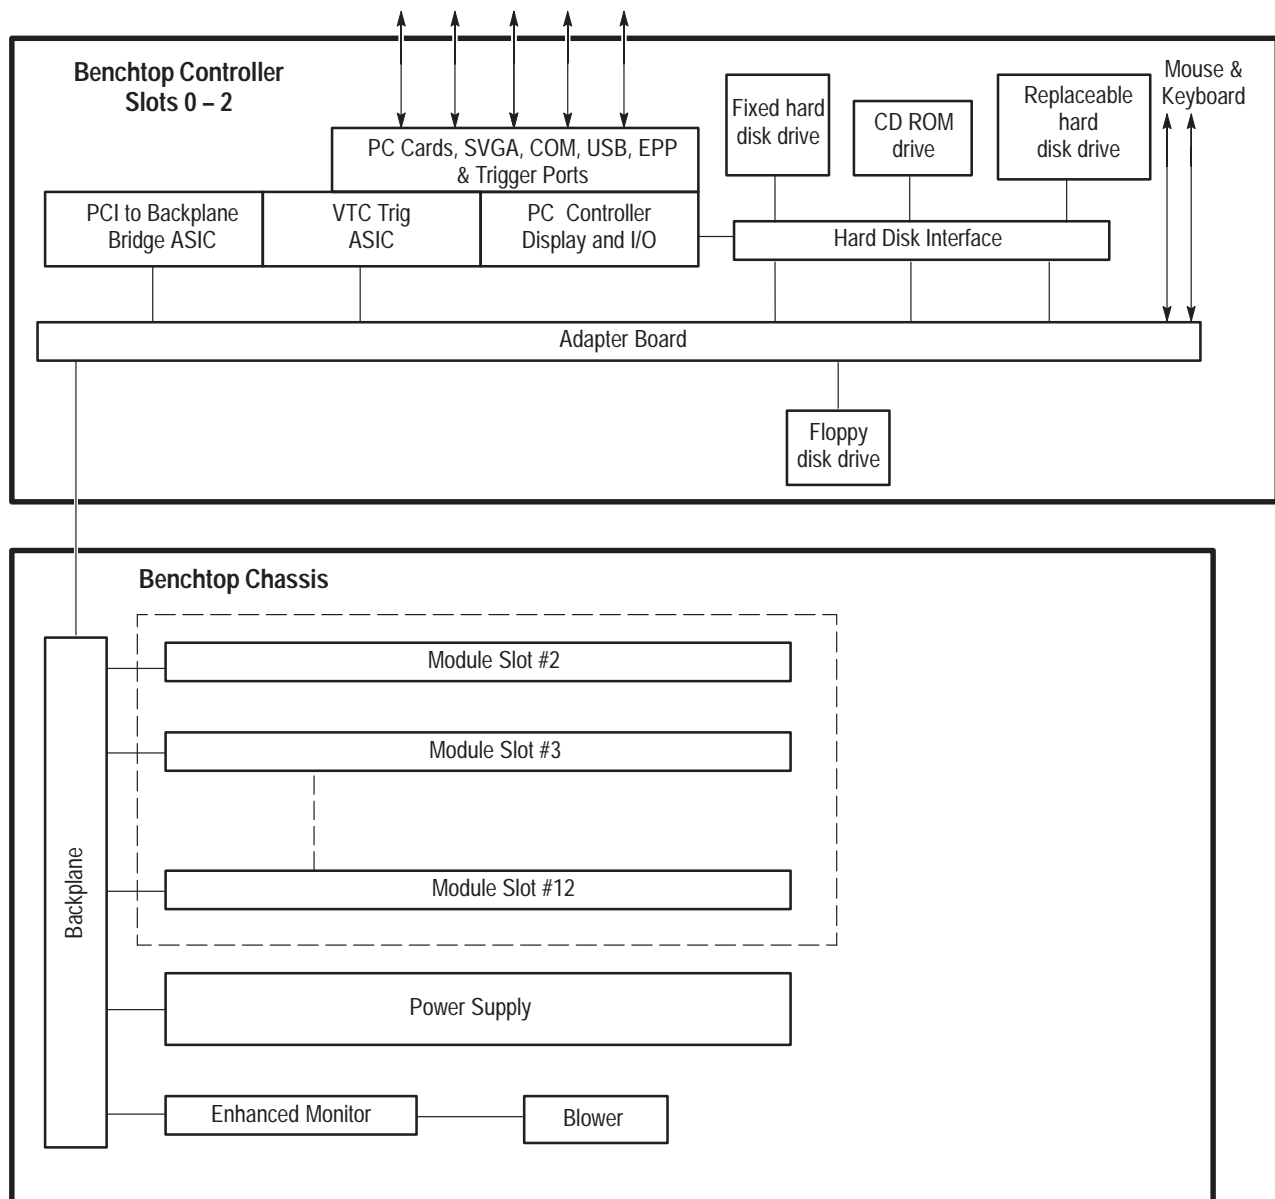 Benchtop Controller
Slots 0 – 2
Mouse &
Keyboard
Fixed hard
disk drive
CD ROM
drive
Replaceable
hard
disk drive
PC Cards, SVGA, COM, USB, EPP
& Trigger Ports
PCI to Backplane
Bridge ASIC
VTC Trig
ASIC
PC Controller
Display and I/O
Hard Disk Interface
Adapter Board
Floppy
disk drive
Benchtop Chassis
Module Slot #2
Module Slot #3
Module Slot #12
Backplane
Power Supply
Enhanced Monitor
Blower